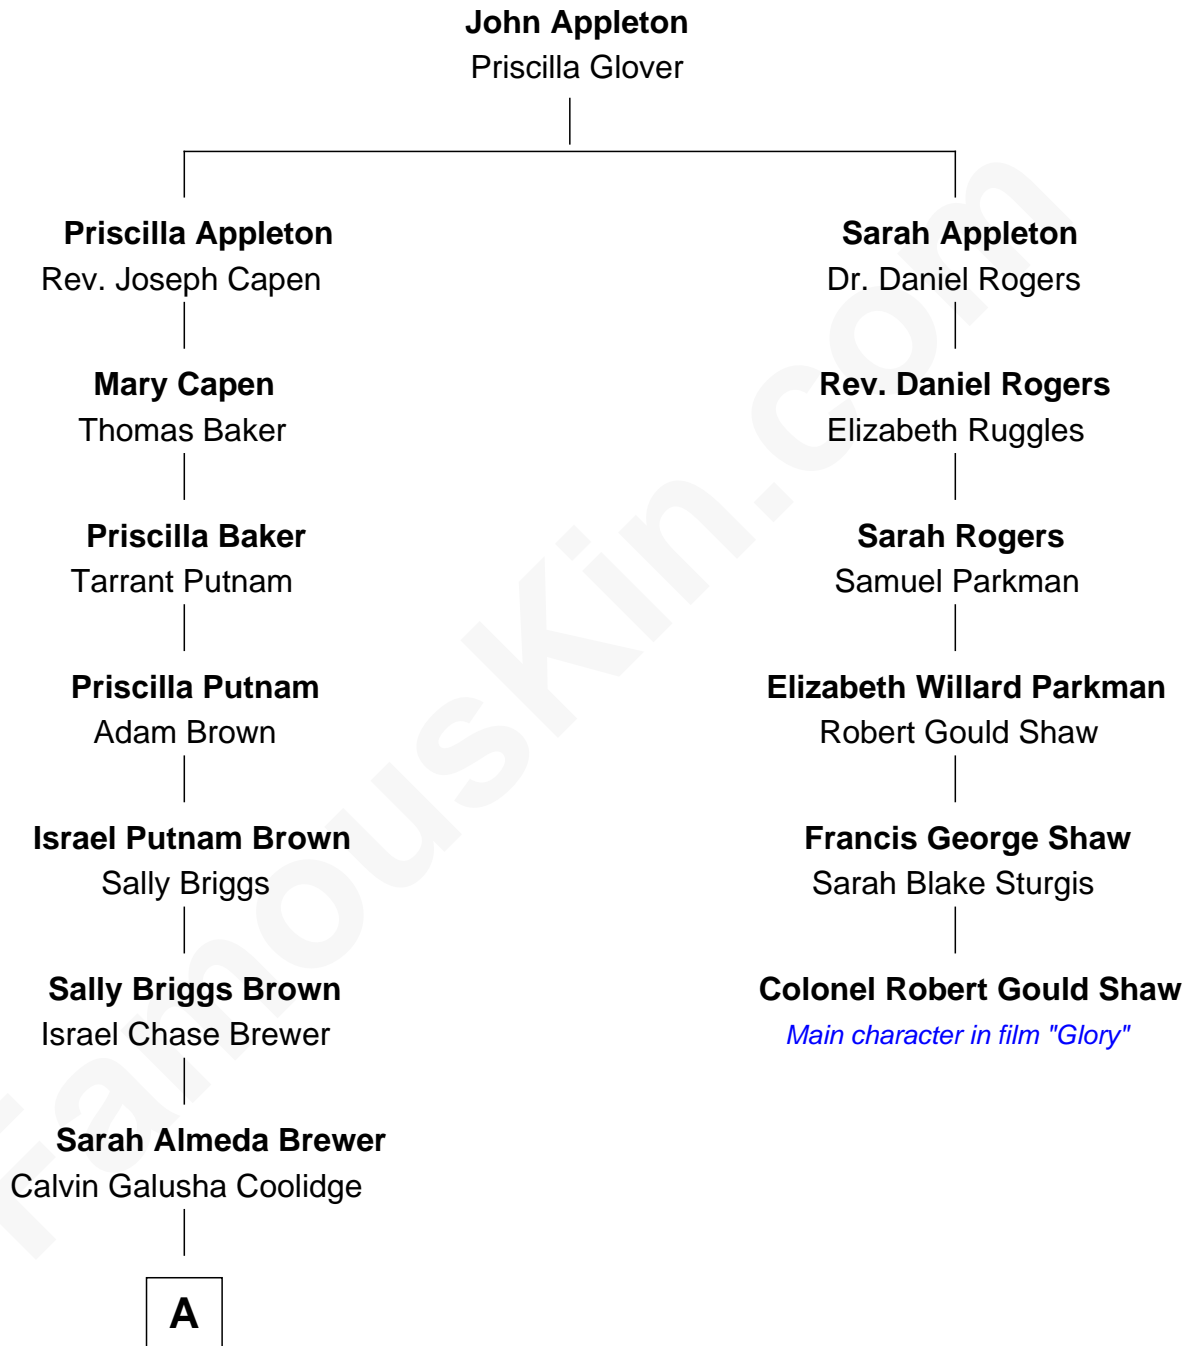 John Appleton
Priscilla Glover
Priscilla Appleton
Rev. Joseph Capen
Sarah Appleton
Dr. Daniel Rogers
Mary Capen
Thomas Baker
Rev. Daniel Rogers
Elizabeth Ruggles
Priscilla Baker
Tarrant Putnam
Sarah Rogers
Samuel Parkman
Priscilla Putnam
Adam Brown
Elizabeth Willard Parkman
Robert Gould Shaw
Israel Putnam Brown
Sally Briggs
Francis George Shaw
Sarah Blake Sturgis
Sally Briggs Brown
Israel Chase Brewer
Colonel Robert Gould Shaw
Main character in film "Glory"
Sarah Almeda Brewer
Calvin Galusha Coolidge
A
FamousKin.com